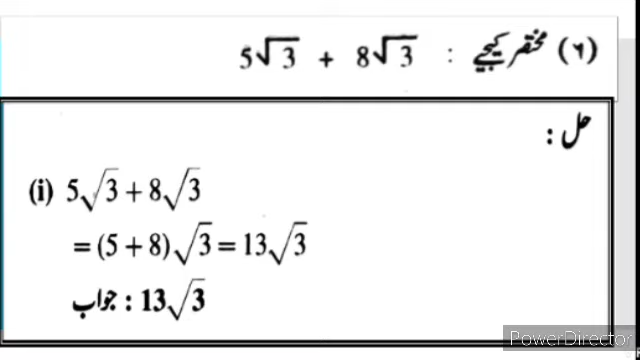 (۲) مختصر کیجیے : 5√3 + 8√3
حل :
(i) 5√3 + 8√3
= (5 + 8) √3 = 13√3
جواب : 13√3
PowerDirector